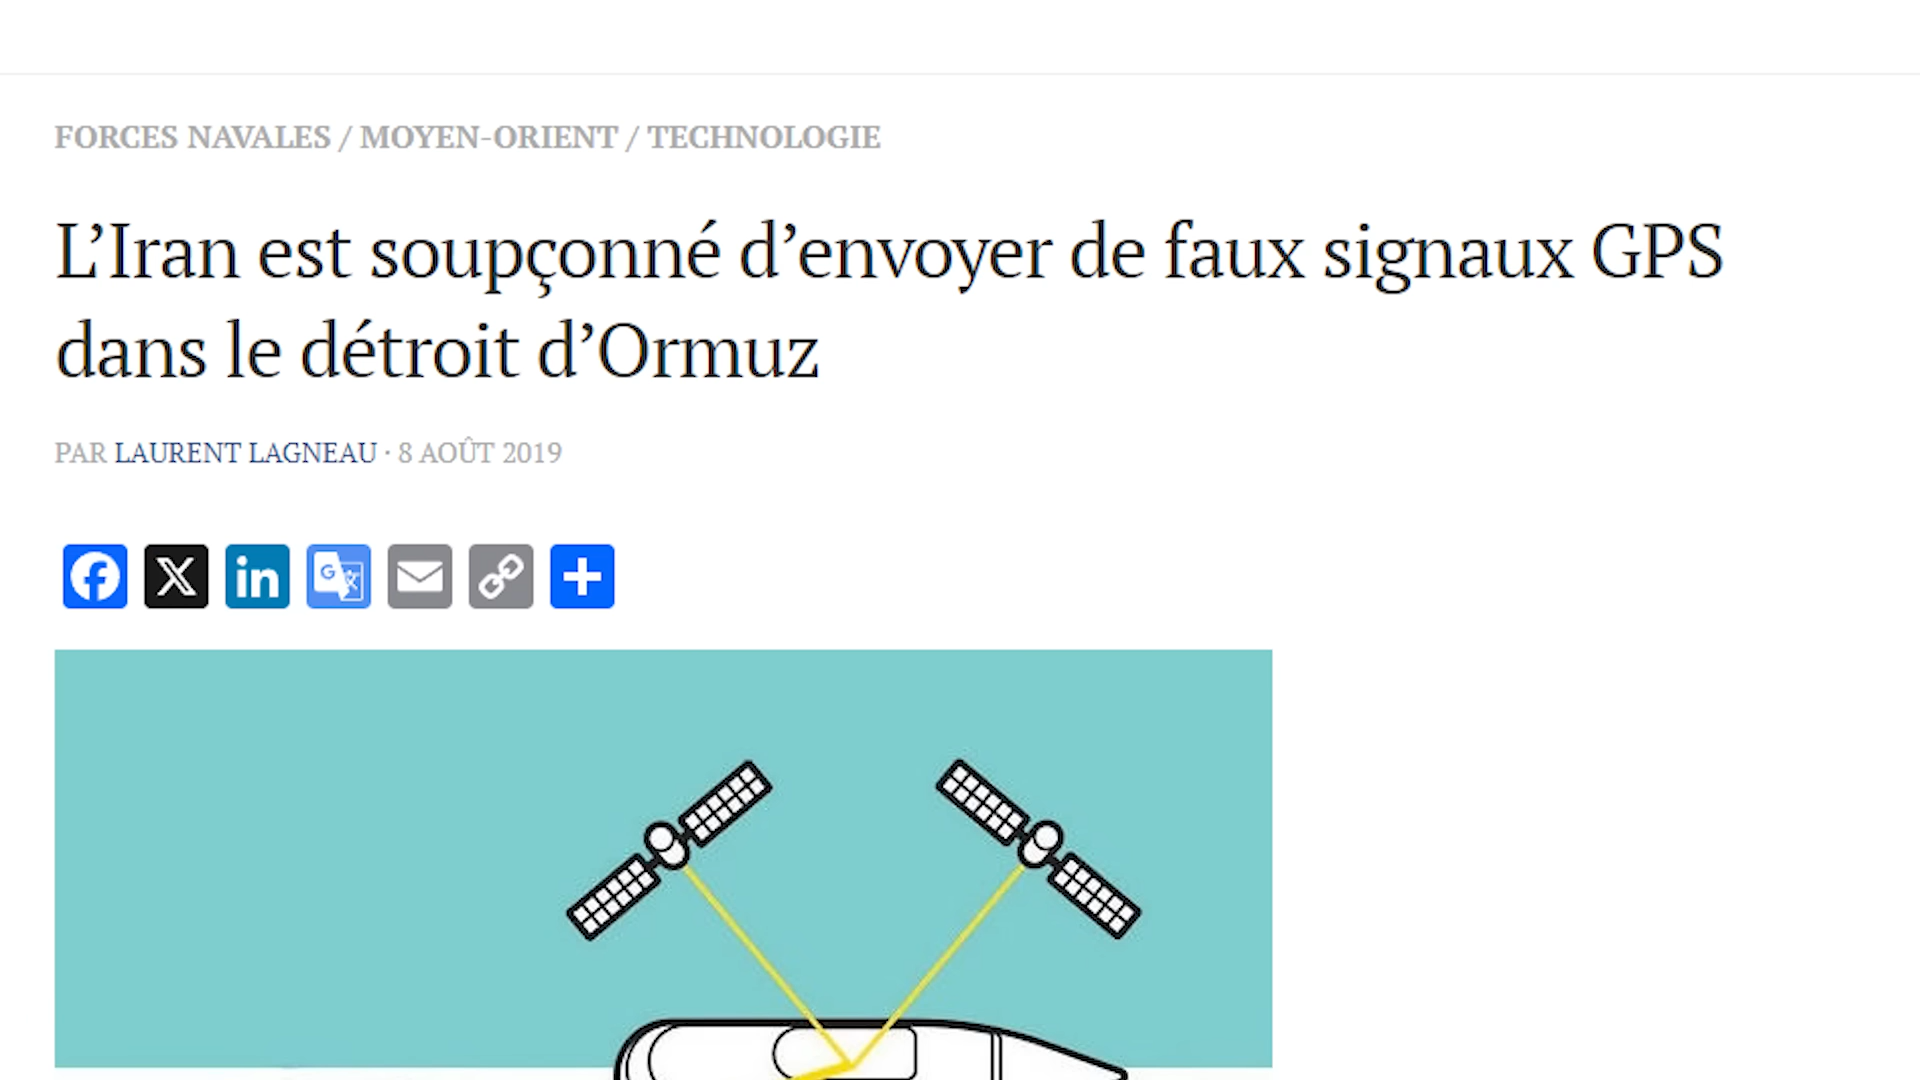 FORCES NAVALES / MOYEN-ORIENT / TECHNOLOGIE
L’Iran est soupçonné d’envoyer de faux signaux GPS
dans le détroit d’Ormuz
PAR LAURENT LAGNEAU · 8 AOÛT 2019